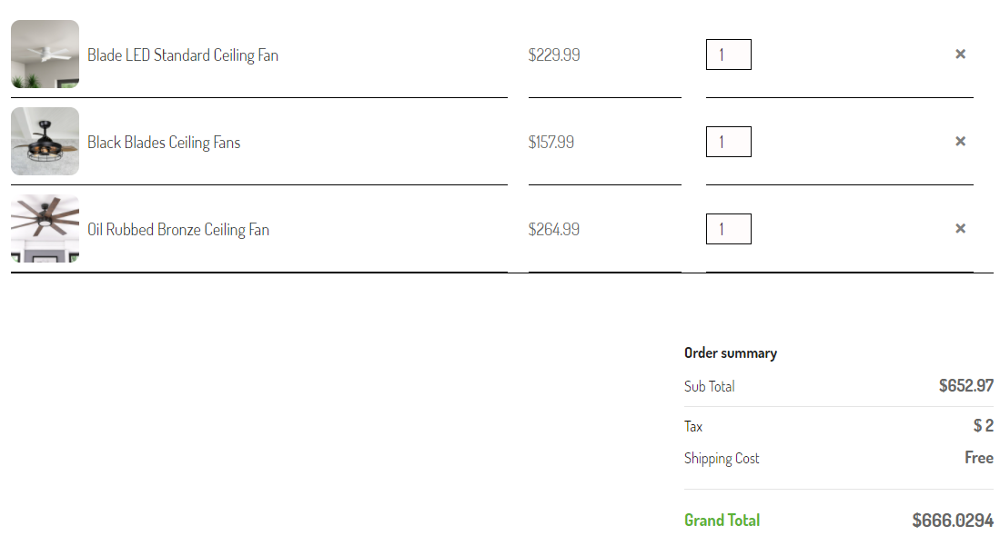 Blade LED Standard Ceiling Fan $229.99 1 ×
Black Blades Ceiling Fans $157.99 1 ×
Oil Rubbed Bronze Ceiling Fan $264.99 1 ×
Order summary
Sub Total $652.97
Tax $ 2
Shipping Cost Free
Grand Total $666.0294